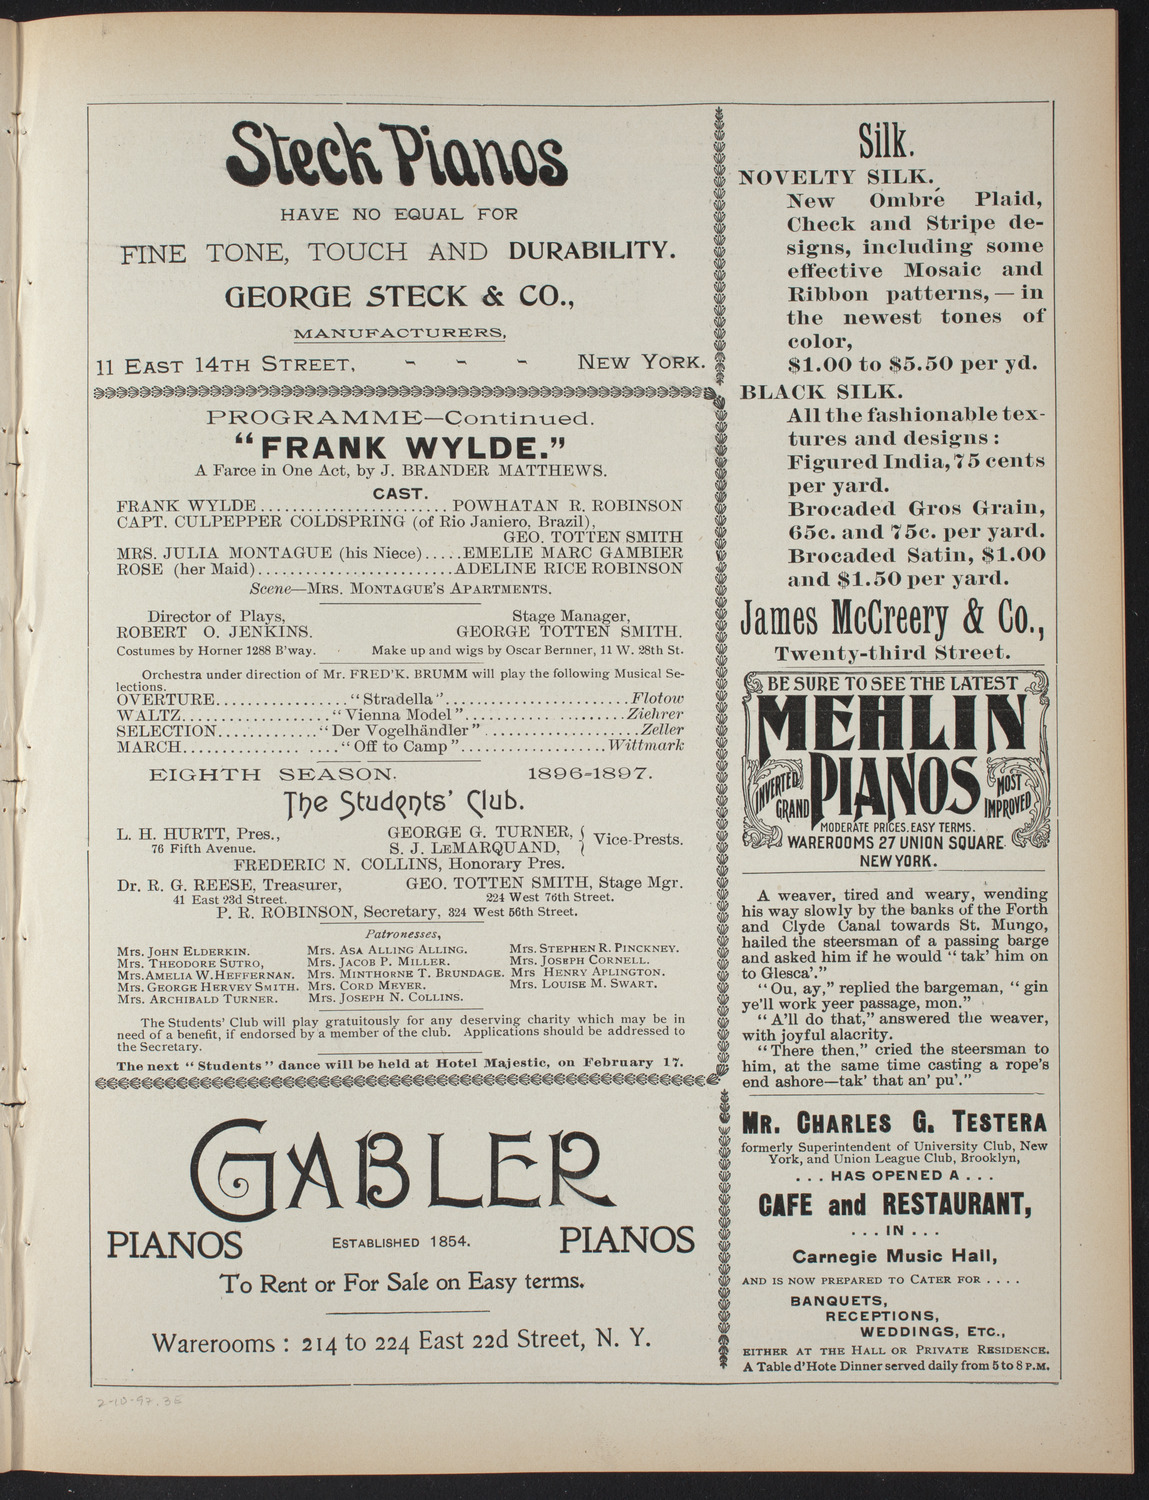 Steck Pianos
HAVE NO EQUAL FOR
FINE TONE, TOUCH AND DURABILITY.
GEORGE STECK & CO.,
MANUFACTURERS,
11 EAST 14TH STREET, - - - NEW YORK.
PROGRAMME—Continued.
"FRANK WYLDE."
A Farce in One Act, by J. BRANDER MATTHEWS.
CAST.
FRANK WYLDE........................ POWHATAN R. ROBINSON
CAPT. CULPEPPER COLDSPRING (of Rio Janiero, Brazil),
GEO. TOTTEN SMITH
MRS. JULIA MONTAGUE (his Niece).....EMELIE MARC GAMBIER
ROSE (her Maid).........................ADELINE RICE ROBINSON
Scene—MRS. MONTAGUE'S APARTMENTS.
Director of Plays, Stage Manager,
ROBERT O. JENKINS. GEORGE TOTTEN SMITH.
Costumes by Horner 1288 B'way. Make up and wigs by Oscar Bernner, 11 W. 28th St.
Orchestra under direction of Mr. FRED'K. BRUMM will play the following Musical Se-
lections.
OVERTURE................."Stradella"........................Flotow
WALTZ..................."Vienna Model".....................Ziehrer
SELECTION............."Der Vogelhändler"....................Zeller
MARCH................ ...."Off to Camp"...................Wittmark
EIGHTH SEASON. 1896-1897.
The Students' Club.
L. H. HURTT, Pres., GEORGE G. TURNER, } Vice-Prests.
76 Fifth Avenue. S. J. LEMARQUAND,
FREDERIC N. COLLINS, Honorary Pres.
Dr. R. G. REESE, Treasurer, GEO. TOTTEN SMITH, Stage Mgr.
41 East 23d Street. 224 West 76th Street.
P. R. ROBINSON, Secretary, 324 West 56th Street.
Patronesses,
Mrs. JOHN ELDERKIN. Mrs. ASA ALLING ALLING. Mrs. STEPHEN R. PINCKNEY.
Mrs. THEODORE SUTRO, Mrs. JACOB P. MILLER. Mrs. JOSEPH CORNELL.
Mrs. AMELIA W. HEFFERNAN. Mrs. MINTHORNE T. BRUNDAGE. Mrs HENRY APLINGTON.
Mrs. GEORGE HERVEY SMITH. Mrs. CORD MEYER. Mrs. LOUISE M. SWART.
Mrs. ARCHIBALD TURNER. Mrs. JOSEPH N. COLLINS.
The Students' Club will play gratuitously for any deserving charity which may be in
need of a benefit, if endorsed by a member of the club. Applications should be addressed to
the Secretary.
The next "Students" dance will be held at Hotel Majestic, on February 17.
GABLER
PIANOS ESTABLISHED 1854. PIANOS
To Rent or For Sale on Easy terms.
Warerooms: 214 to 224 East 22d Street, N. Y.
Silk.
NOVELTY SILK.
New Ombré Plaid,
Check and Stripe de-
signs, including some
effective Mosaic and
Ribbon patterns,—in
the newest tones of
color,
$1.00 to $5.50 per yd.
BLACK SILK.
All the fashionable tex-
tures and designs:
Figured India, 75 cents
per yard.
Brocaded Gros Grain,
65c. and 75c. per yard.
Brocaded Satin, $1.00
and $1.50 per yard.
James McCreery & Co.,
Twenty-third Street.
BE SURE TO SEE THE LATEST
MEHLIN
PIANOS
INVERTED GRAND
MOST IMPROVED
MODERATE PRICES. EASY TERMS.
WAREROOMS 27 UNION SQUARE
NEW YORK.
A weaver, tired and weary, wending
his way slowly by the banks of the Forth
and Clyde Canal towards St. Mungo,
hailed the steersman of a passing barge
and asked him if he would "tak' him on
to Glesca'."
"Ou, ay," replied the bargeman, "gin
ye'll work yeer passage, mon."
"A'll do that," answered the weaver,
with joyful alacrity.
"There then," cried the steersman to
him, at the same time casting a rope's
end ashore—tak' that an' pu'."
MR. CHARLES G. TESTERA
formerly Superintendent of University Club, New
York, and Union League Club, Brooklyn,
...HAS OPENED A...
CAFE and RESTAURANT,
...IN...
Carnegie Music Hall,
AND IS NOW PREPARED TO CATER FOR....
BANQUETS,
RECEPTIONS,
WEDDINGS, ETC.,
EITHER AT THE HALL OR PRIVATE RESIDENCE.
A Table d'Hote Dinner served daily from 5 to 8 P.M.
2-10-97.3E